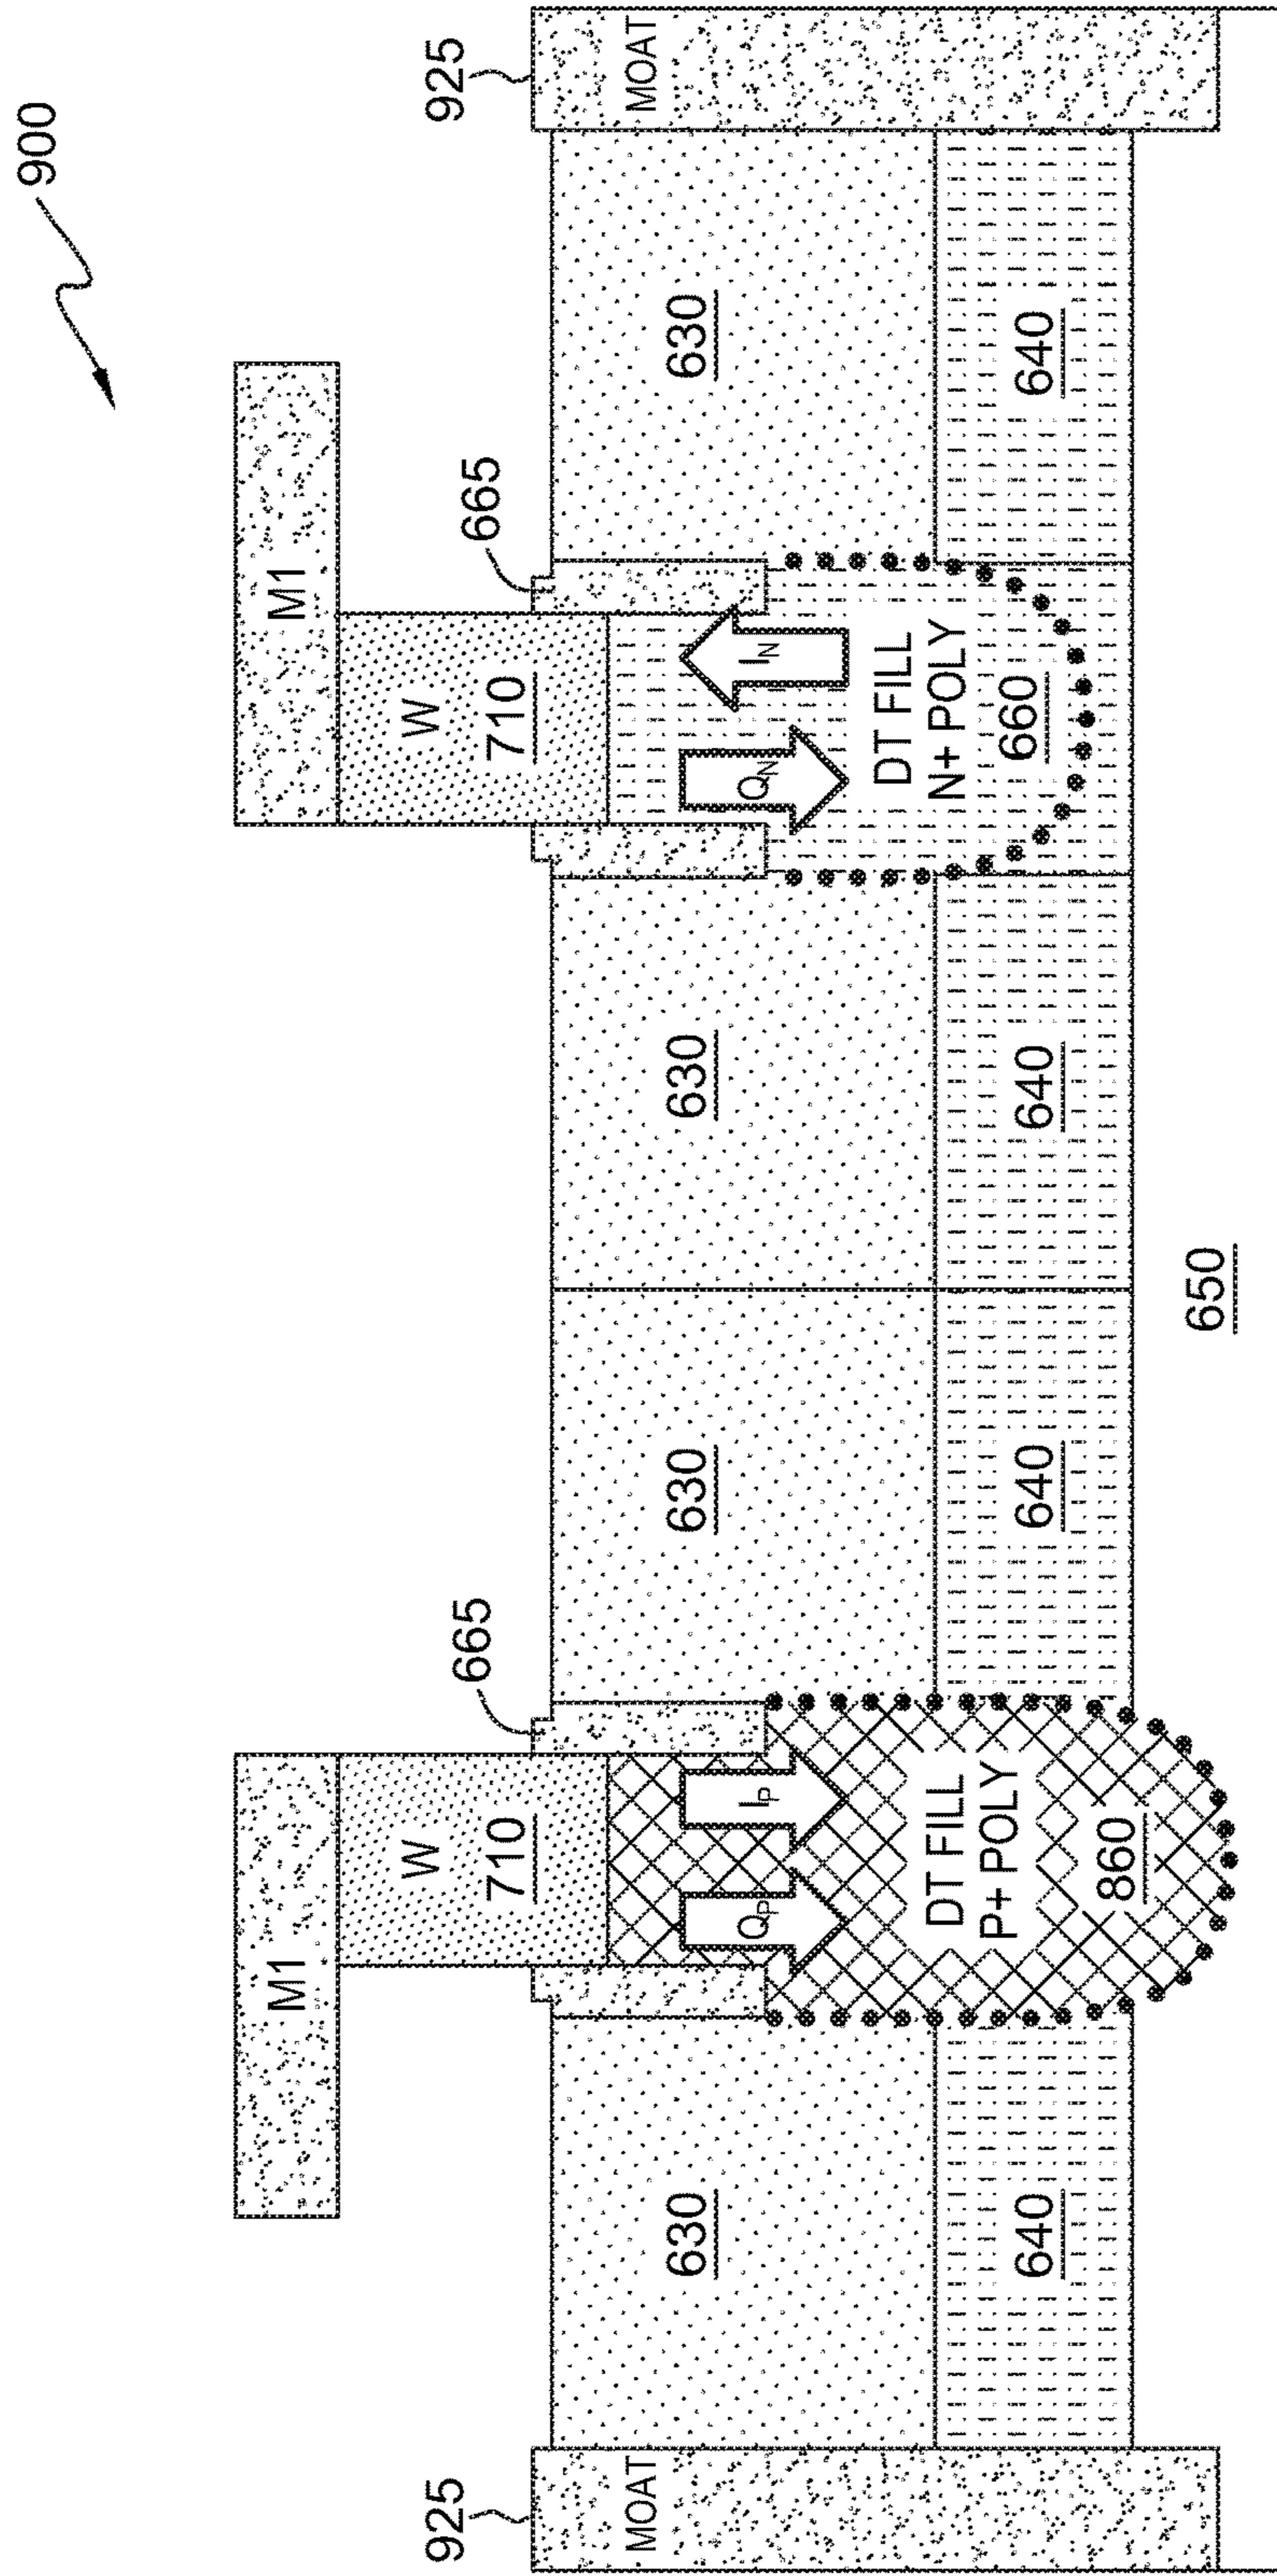 900
M1
M1
W
W
925
665
665
925
710
710
MOAT
MOAT
630
630
630
630
Q_P
I_P
Q_N
I_N
DT FILL
N+ POLY
660
DT FILL
P+ POLY
860
640
640
640
640
650